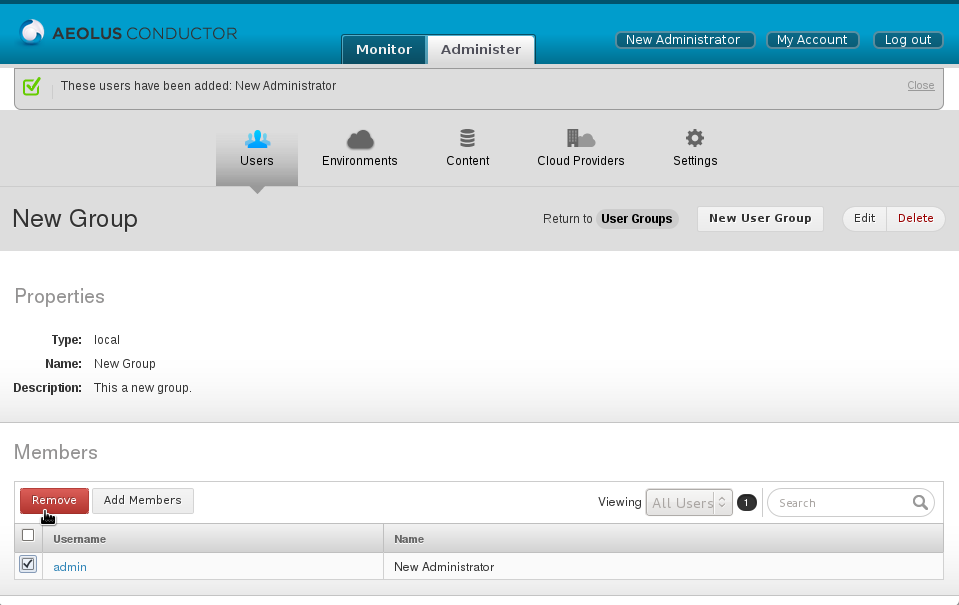 AEOLUS CONDUCTOR
Monitor Administer
New Administrator My Account Log out
These users have been added: New Administrator Close
Users Environments Content Cloud Providers Settings
New Group Return to User Groups New User Group Edit Delete
Properties
Type: local
Name: New Group
Description: This a new group.
Members
Remove Add Members Viewing All Users 1 Search
Username Name
admin New Administrator